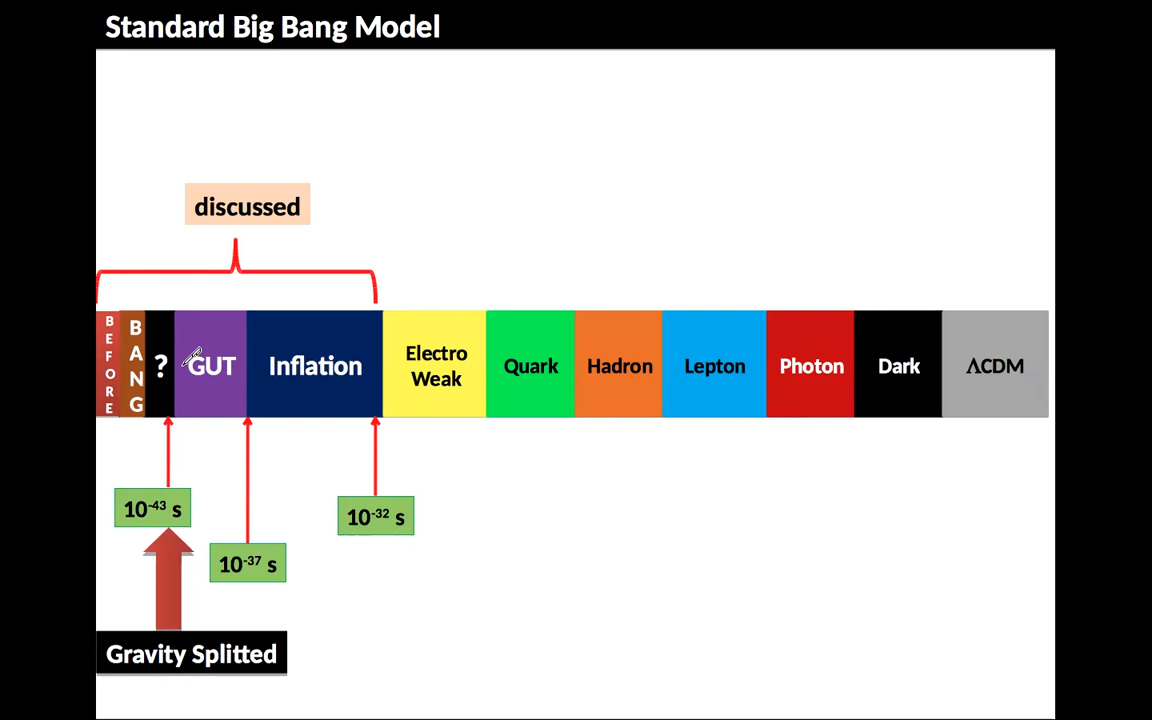 Standard Big Bang Model
discussed
BEFORE
BANG
?
GUT
Inflation
Electro
Weak
Quark
Hadron
Lepton
Photon
Dark
ΛCDM
10⁻⁴³ s
10⁻³⁷ s
10⁻³² s
Gravity Splitted